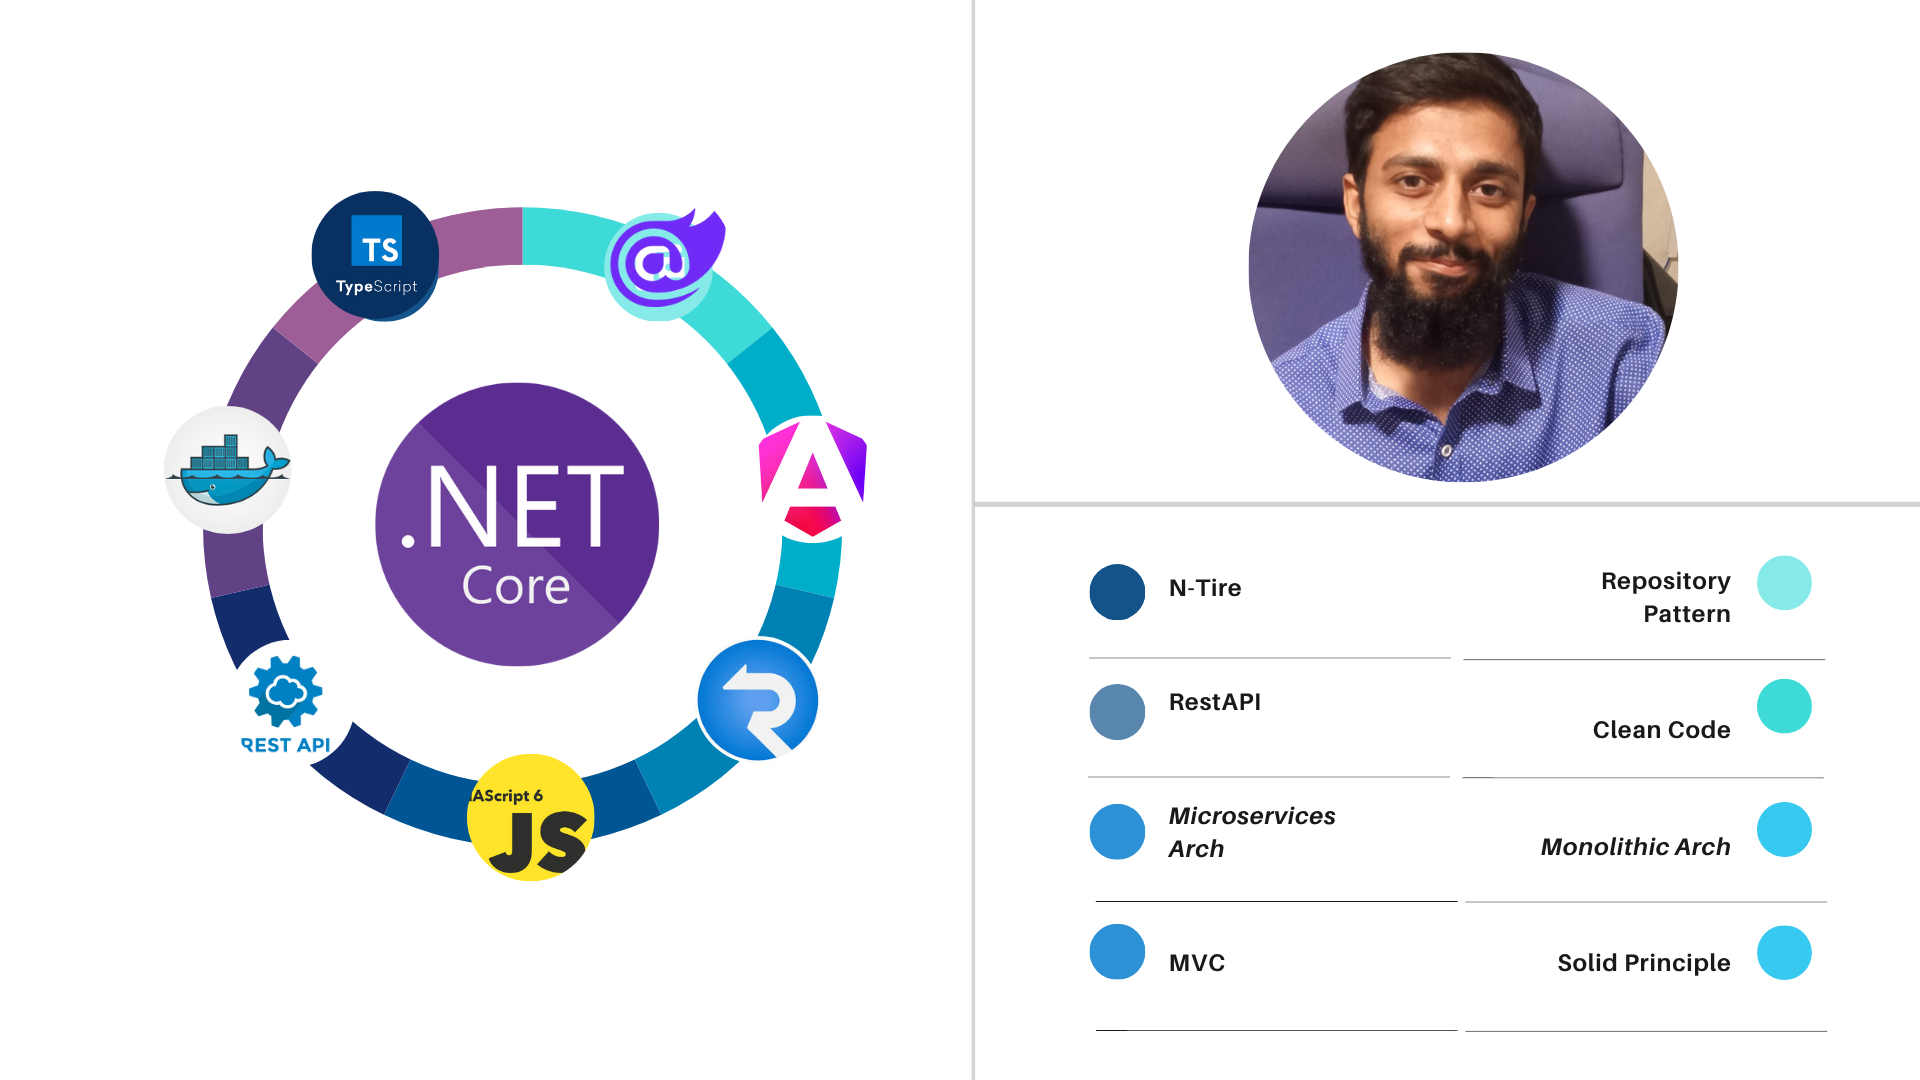 TS
TypeScript
@
.NET
Core
REST API
AScript 6
JS
N-Tire
Repository
Pattern
RestAPI
Clean Code
Microservices
Arch
Monolithic Arch
MVC
Solid Principle